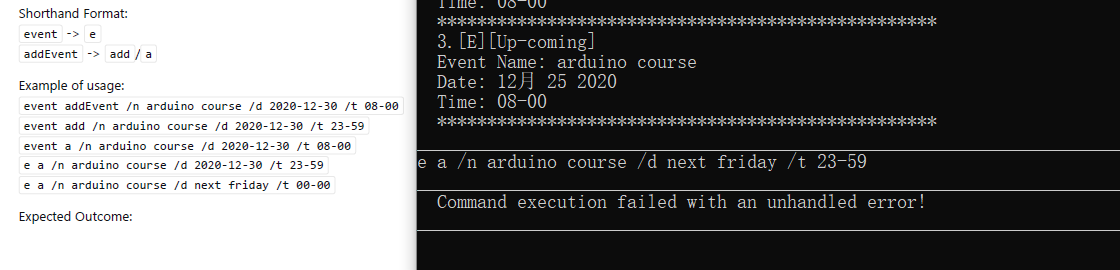 Shorthand Format:
event -> e
addEvent -> add / a
Example of usage:
event addEvent /n arduino course /d 2020-12-30 /t 08-00
event add /n arduino course /d 2020-12-30 /t 23-59
event a /n arduino course /d 2020-12-30 /t 08-00
e a /n arduino course /d 2020-12-30 /t 23-59
e a /n arduino course /d next friday /t 00-00
Expected Outcome:
Time: 08-00
**************************************************
3.[E][Up-coming]
Event Name: arduino course
Date: 12月 25 2020
Time: 08-00
**************************************************
e a /n arduino course /d next friday /t 23-59
Command execution failed with an unhandled error!